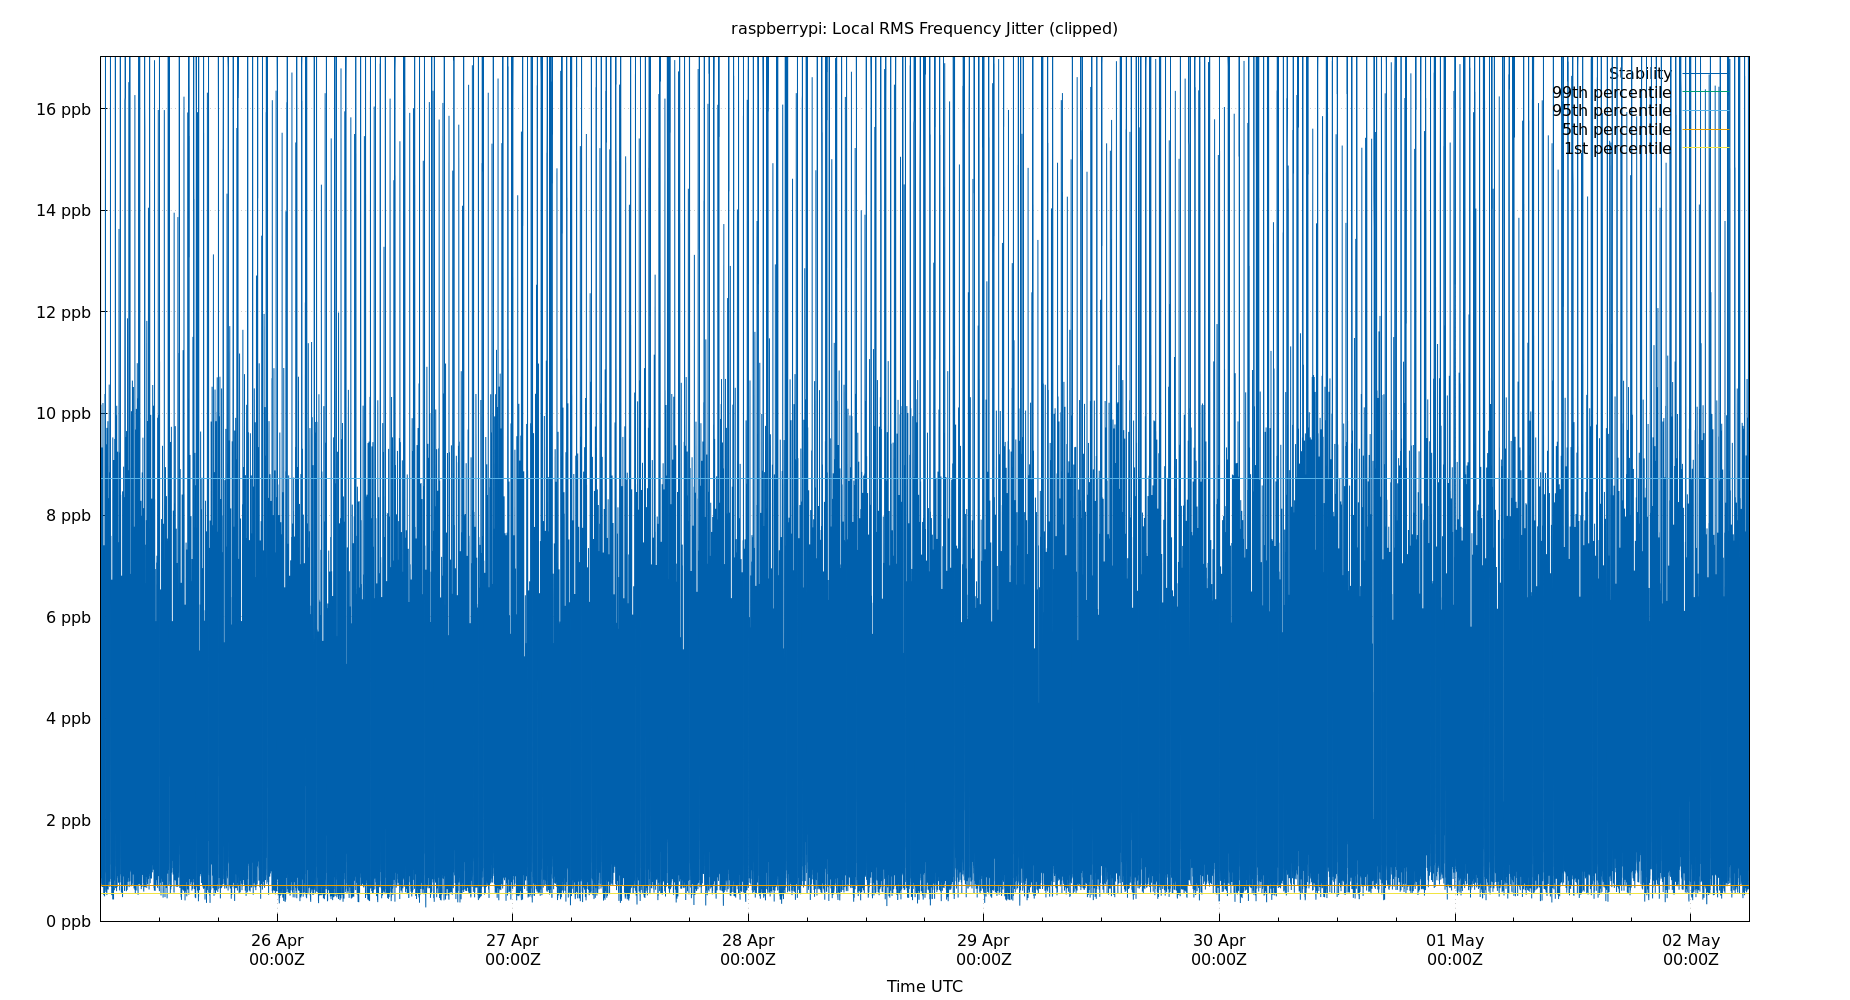 raspberrypi: Local RMS Frequency Jitter (clipped)
Stability
99th percentile
95th percentile
5th percentile
1st percentile
16 ppb
14 ppb
12 ppb
10 ppb
8 ppb
6 ppb
4 ppb
2 ppb
0 ppb
26 Apr
00:00Z
27 Apr
00:00Z
28 Apr
00:00Z
29 Apr
00:00Z
30 Apr
00:00Z
01 May
00:00Z
02 May
00:00Z
Time UTC